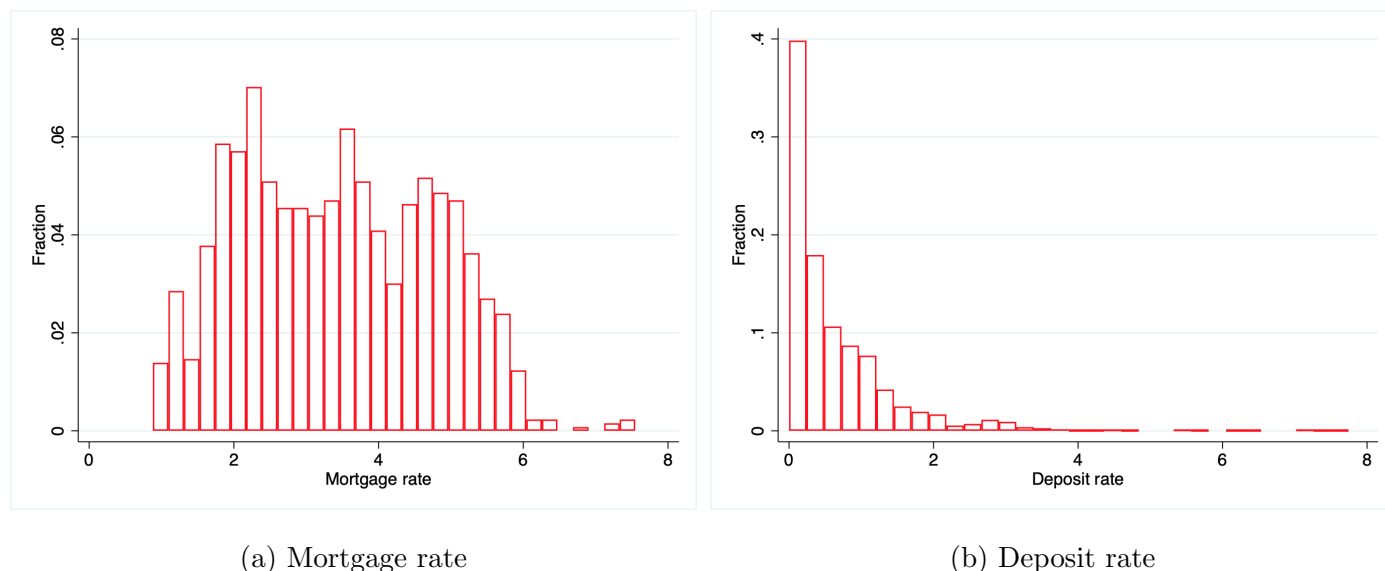 .08
.06
.04
.02
0
Fraction
0 2 4 6 8
Mortgage rate
(a) Mortgage rate
.4
.3
.2
.1
0
Fraction
0 2 4 6 8
Deposit rate
(b) Deposit rate